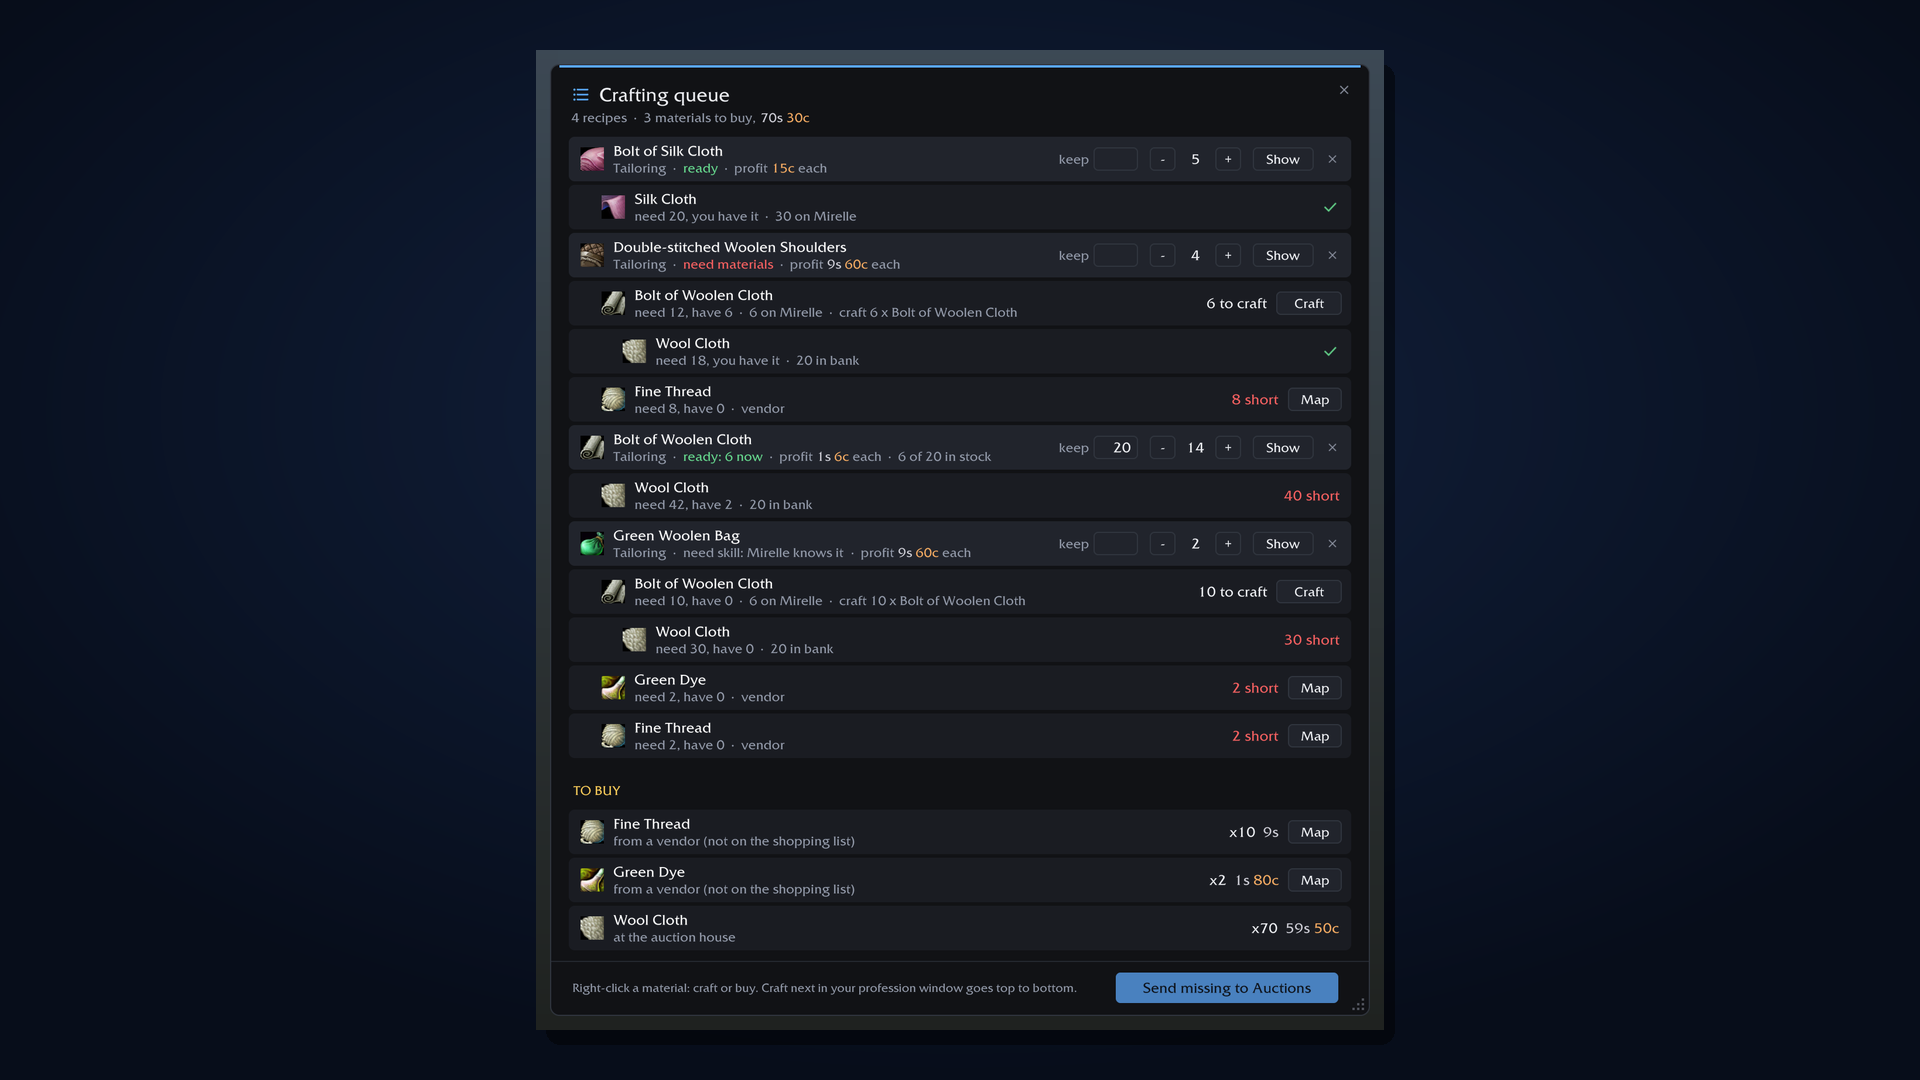 Crafting queue
4 recipes · 3 materials to buy, 70s 30c
Bolt of Silk Cloth
Tailoring · ready · profit 15c each
keep - 5 + Show ×
Silk Cloth
need 20, you have it · 30 on Mirelle
Double-stitched Woolen Shoulders
Tailoring · need materials · profit 9s 60c each
keep - 4 + Show ×
Bolt of Woolen Cloth
need 12, have 6 · 6 on Mirelle · craft 6 x Bolt of Woolen Cloth
6 to craft Craft
Wool Cloth
need 18, you have it · 20 in bank
Fine Thread
need 8, have 0 · vendor
8 short Map
Bolt of Woolen Cloth
Tailoring · ready: 6 now · profit 1s 6c each · 6 of 20 in stock
keep 20 - 14 + Show ×
Wool Cloth
need 42, have 2 · 20 in bank
40 short
Green Woolen Bag
Tailoring · need skill: Mirelle knows it · profit 9s 60c each
keep - 2 + Show ×
Bolt of Woolen Cloth
need 10, have 0 · 6 on Mirelle · craft 10 x Bolt of Woolen Cloth
10 to craft Craft
Wool Cloth
need 30, have 0 · 20 in bank
30 short
Green Dye
need 2, have 0 · vendor
2 short Map
Fine Thread
need 2, have 0 · vendor
2 short Map
TO BUY
Fine Thread
from a vendor (not on the shopping list)
x10 9s Map
Green Dye
from a vendor (not on the shopping list)
x2 1s 80c Map
Wool Cloth
at the auction house
x70 59s 50c
Right-click a material: craft or buy. Craft next in your profession window goes top to bottom.
Send missing to Auctions